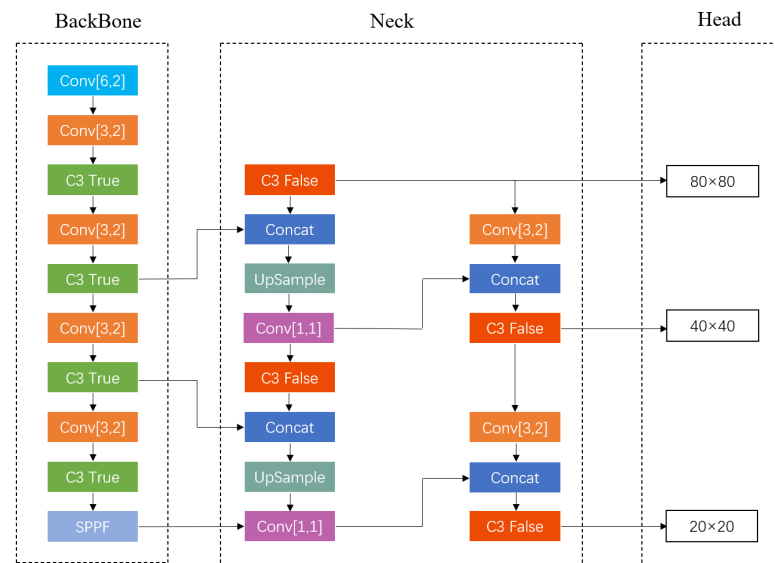 BackBone
Neck
Head
Conv[6,2]
Conv[3,2]
C3 True
Conv[3,2]
C3 True
Conv[3,2]
C3 True
Conv[3,2]
C3 True
SPPF
C3 False
Concat
UpSample
Conv[1,1]
C3 False
Concat
UpSample
Conv[1,1]
Conv[3,2]
Concat
C3 False
Conv[3,2]
Concat
C3 False
80×80
40×40
20×20